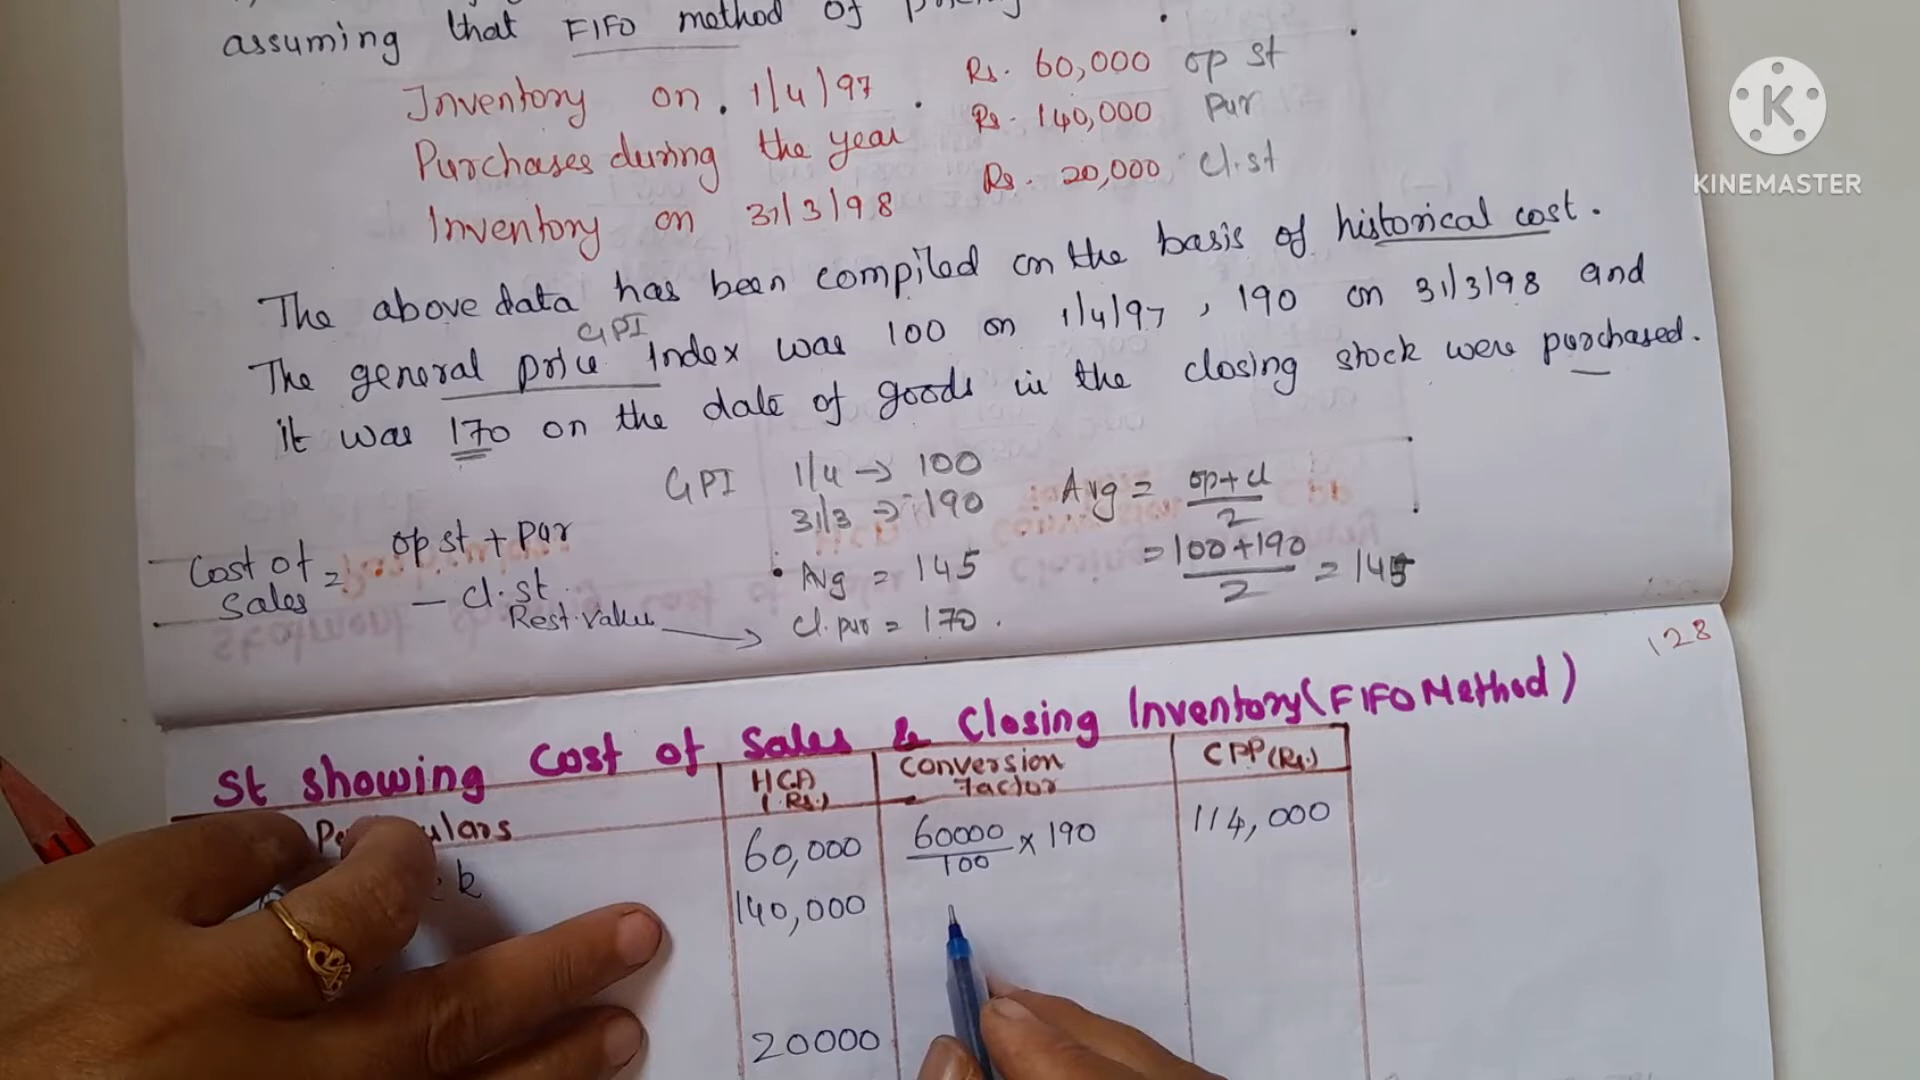 assuming that FIFO method of
Inventory on 1/4/97 Rs. 60,000 op st
Purchases during the year Rs. 140,000 pur
Inventory on 31/3/98 Rs. 20,000 cl.st
The above data has been compiled on the basis of historical cost.
GPI
The general price Index was 100 on 1/4/97, 190 on 31/3/98 and
it was 170 on the date of goods in the closing stock were purchased.
GPI 1/4 → 100
31/3 → 190
Avg = 145
cl. pur = 170.
Avg = op+cl / 2
= 100+190 / 2 = 145
Cost of Sales = op st + pur
- cl.st
Rest. value →
128
St showing Cost of Sales & Closing Inventory (FIFO Method)
HCA (Rs.) Conversion Factor CPP (Rs.)
60,000 60000 / 100 × 190 114,000
140,000
20000
KINEMASTER